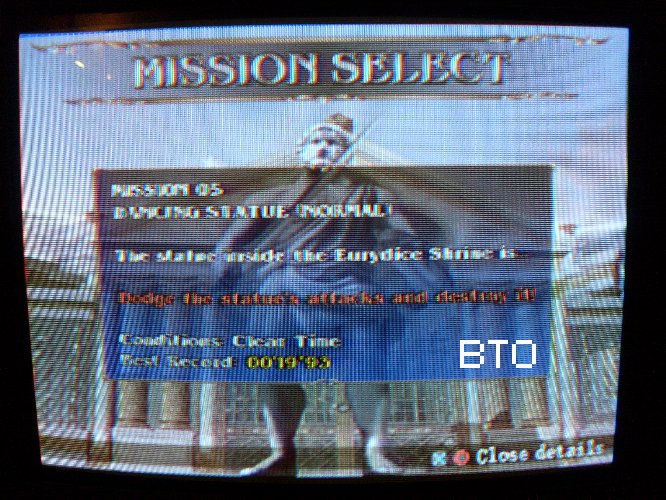 MISSION SELECT
MISSION 05
DANCING STATUE (NORMAL)
The statue inside the Eurydice Shrine is...
Dodge the statue's attacks and destroy it!
Conditions: Clear Time
Best Record: 00'19"93
BTO
Close details